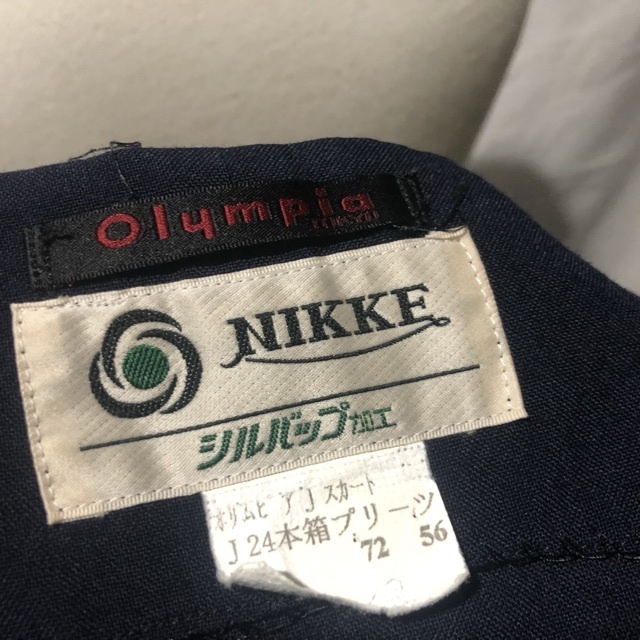 Olympia
NIKKE
シルバップ加工
オリムピアJスカート
J 24本箱プリーツ
72 56